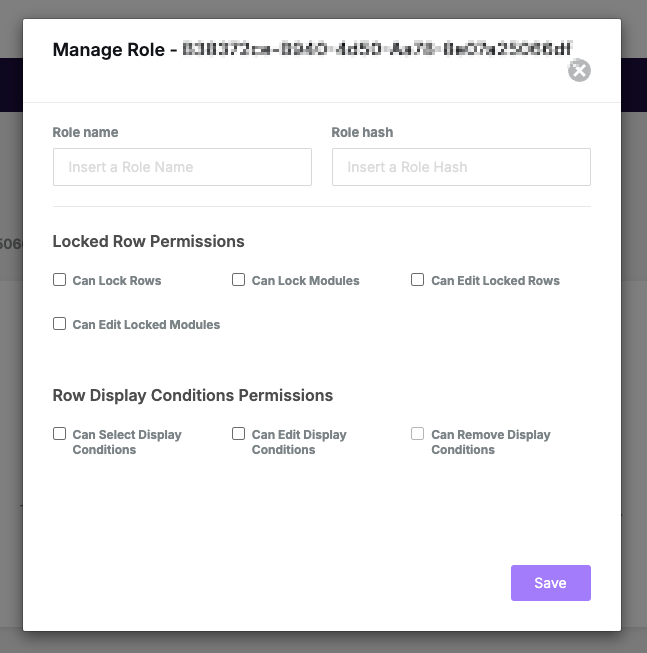 Manage Role -
Role name
Role hash
Insert a Role Name
Insert a Role Hash
Locked Row Permissions
Can Lock Rows
Can Lock Modules
Can Edit Locked Rows
Can Edit Locked Modules
Row Display Conditions Permissions
Can Select Display
Conditions
Can Edit Display
Conditions
Can Remove Display
Conditions
Save